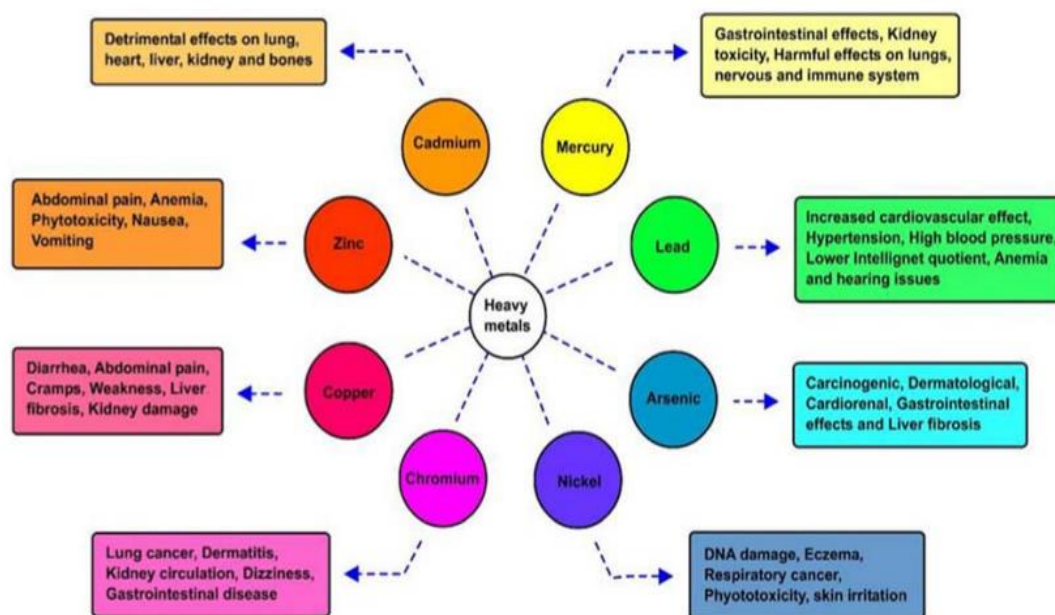 Detrimental effects on lung,
heart, liver, kidney and bones
Gastrointestinal effects, Kidney
toxicity, Harmful effects on lungs,
nervous and immune system
Cadmium
Mercury
Abdominal pain, Anemia,
Phytotoxicity, Nausea,
Vomiting
Zinc
Lead
Increased cardiovascular effect,
Hypertension, High blood pressure,
Lower Intellignet quotient, Anemia
and hearing issues
Heavy
metals
Diarrhea, Abdominal pain,
Cramps, Weakness, Liver
fibrosis, Kidney damage
Copper
Arsenic
Carcinogenic, Dermatological,
Cardiorenal, Gastrointestinal
effects and Liver fibrosis
Chromium
Nickel
Lung cancer, Dermatitis,
Kidney circulation, Dizziness,
Gastrointestinal disease
DNA damage, Eczema,
Respiratory cancer,
Phyototoxicity, skin irritation